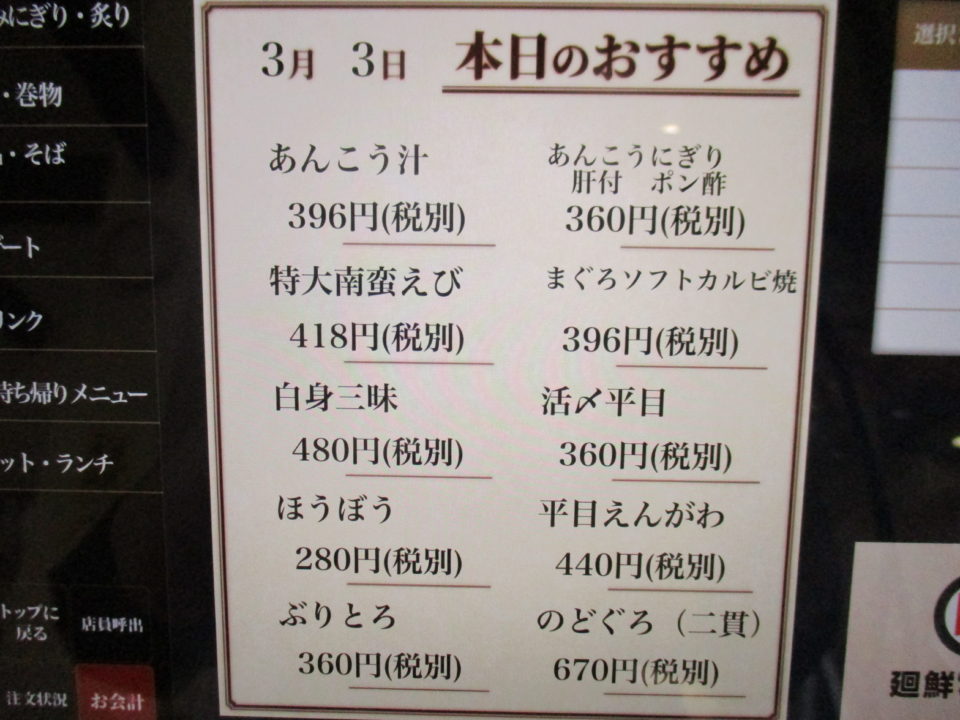 にぎり・炙り
・巻物
・そば
ート
リンク
持ち帰りメニュー
ット・ランチ
トップに
戻る
店員呼出
注文状況
お会計
3月 3日 本日のおすすめ
あんこう汁
396円(税別)
あんこうにぎり
肝付 ポン酢
360円(税別)
特大南蛮えび
418円(税別)
まぐろソフトカルビ焼
396円(税別)
白身三昧
480円(税別)
活〆平目
360円(税別)
ほうぼう
280円(税別)
平目えんがわ
440円(税別)
ぶりとろ
360円(税別)
のどぐろ(二貫)
670円(税別)
選択
廻鮮